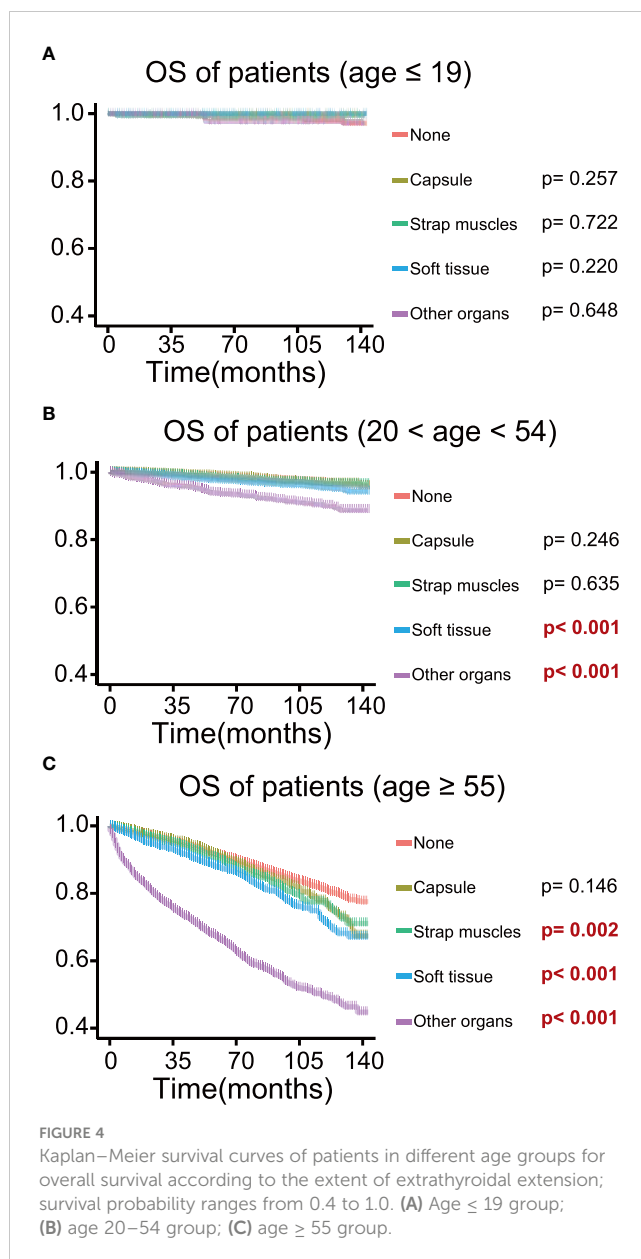 A
OS of patients (age ≤ 19)
1.0
0.8
0.6
0.4
0 35 70 105 140
Time(months)
None
Capsule p= 0.257
Strap muscles p= 0.722
Soft tissue p= 0.220
Other organs p= 0.648
B
OS of patients (20 < age < 54)
1.0
0.8
0.6
0.4
0 35 70 105 140
Time(months)
None
Capsule p= 0.246
Strap muscles p= 0.635
Soft tissue p< 0.001
Other organs p< 0.001
C
OS of patients (age ≥ 55)
1.0
0.8
0.6
0.4
0 35 70 105 140
Time(months)
None
Capsule p= 0.146
Strap muscles p= 0.002
Soft tissue p< 0.001
Other organs p< 0.001
FIGURE 4
Kaplan–Meier survival curves of patients in different age groups for
overall survival according to the extent of extrathyroidal extension;
survival probability ranges from 0.4 to 1.0. (A) Age ≤ 19 group;
(B) age 20–54 group; (C) age ≥ 55 group.